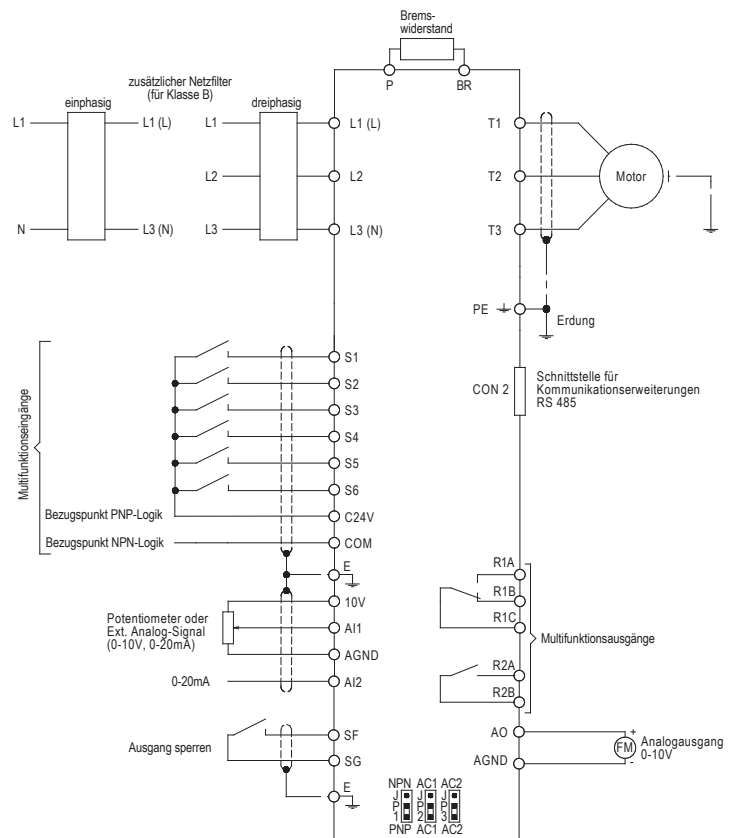 Brems-
widerstand
P
BR
zusätzlicher Netzfilter
(für Klasse B)
einphasig
dreiphasig
L1
L1 (L)
L1
L1 (L)
L2
L2
N
L3 (N)
L3
L3 (N)
T1
T2
T3
Motor
PE
Erdung
CON 2
Schnittstelle für
Kommunikationserweiterungen
RS 485
Multifunktionseingänge
S1
S2
S3
S4
S5
S6
Bezugspunkt PNP-Logik
C24V
Bezugspunkt NPN-Logik
COM
E
10V
Potentiometer oder
Ext. Analog-Signal
(0-10V, 0-20mA)
AI1
AGND
0-20mA
AI2
Ausgang sperren
SF
SG
E
R1A
R1B
R1C
R2A
R2B
Multifunktionsausgänge
AO
AGND
+
FM
-
Analogausgang
0-10V
NPN AC1 AC2
JP1 JP2 JP3
PNP AC1 AC2